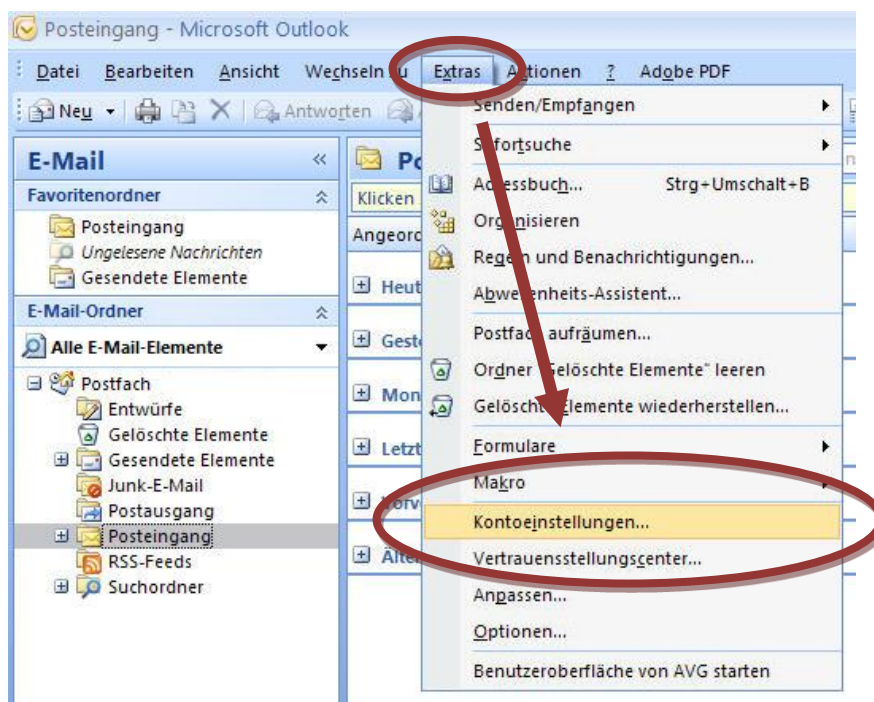 Posteingang - Microsoft Outlook
Datei Bearbeiten Ansicht Wechseln zu Extras Aktionen ? Adobe PDF
Neu Antworten
E-Mail
Favoritenordner
Posteingang
Ungelesene Nachrichten
Gesendete Elemente
E-Mail-Ordner
Alle E-Mail-Elemente
Postfach
Entwürfe
Gelöschte Elemente
Gesendete Elemente
Junk-E-Mail
Postausgang
Posteingang
RSS-Feeds
Suchordner
Po
Klicken
Angeord
Heut
Geste
Mon
Letzt
Vorv
Älter
Senden/Empfangen
Sofortsuche
Adressbuch... Strg+Umschalt+B
Organisieren
Regeln und Benachrichtigungen...
Abwesenheits-Assistent...
Postfach aufräumen...
Ordner "Gelöschte Elemente" leeren
Gelöschte Elemente wiederherstellen...
Formulare
Makro
Kontoeinstellungen...
Vertrauensstellungscenter...
Anpassen...
Optionen...
Benutzeroberfläche von AVG starten